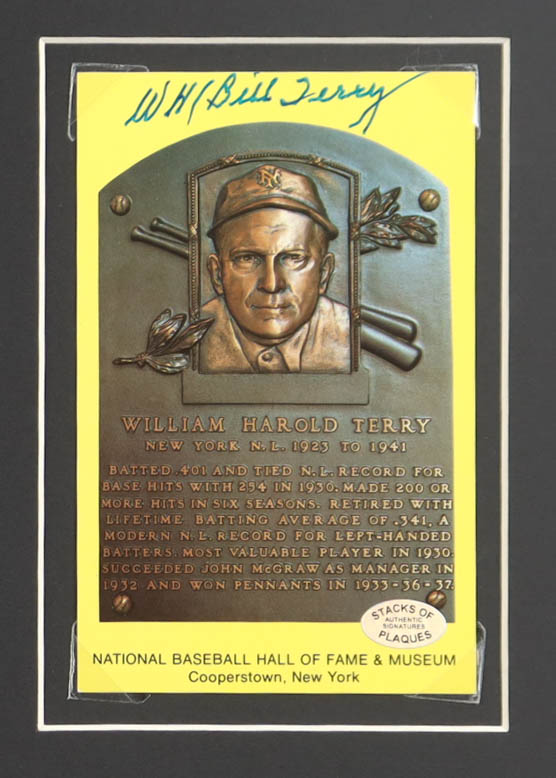 WH(Bill Terry
NY
WILLIAM HAROLD TERRY
NEW YORK N.L. 1923 TO 1941
BATTED .401 AND TIED N.L. RECORD FOR
BASE HITS WITH 254 IN 1930. MADE 200 OR
MORE HITS IN SIX SEASONS. RETIRED WITH
LIFETIME BATTING AVERAGE OF .341, A
MODERN N.L. RECORD FOR LEFT-HANDED
BATTERS. MOST VALUABLE PLAYER IN 1930.
SUCCEEDED JOHN McGRAW AS MANAGER IN
1932 AND WON PENNANTS IN 1933-36-37.
STACKS OF
AUTHENTIC
SIGNATURES
PLAQUES
NATIONAL BASEBALL HALL OF FAME & MUSEUM
Cooperstown, New York